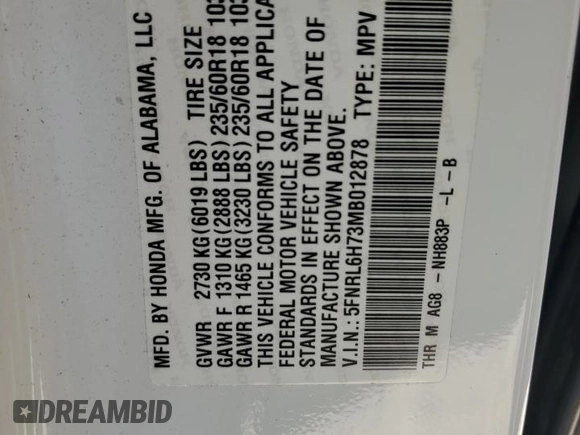 MFD. BY HONDA MFG. OF ALABAMA, LLC
GVWR 2730 KG(6019 LBS) TIRE SIZE
GAWR F 1310 KG(2888 LBS)235/60R18 103
GAWR R 1465 KG(3230 LBS)235/60R18 103
THIS VEHICLE CONFORMS TO ALL APPLICA
FEDERAL MOTOR VEHICLE SAFETY
STANDARDS IN EFFECT ON THE DATE OF
MANUFACTURE SHOWN ABOVE.
V.I.N.:5FNRL6H73MB012878 TYPE: MPV
THR M AG8 - NH883P -L-B
DREAMBID